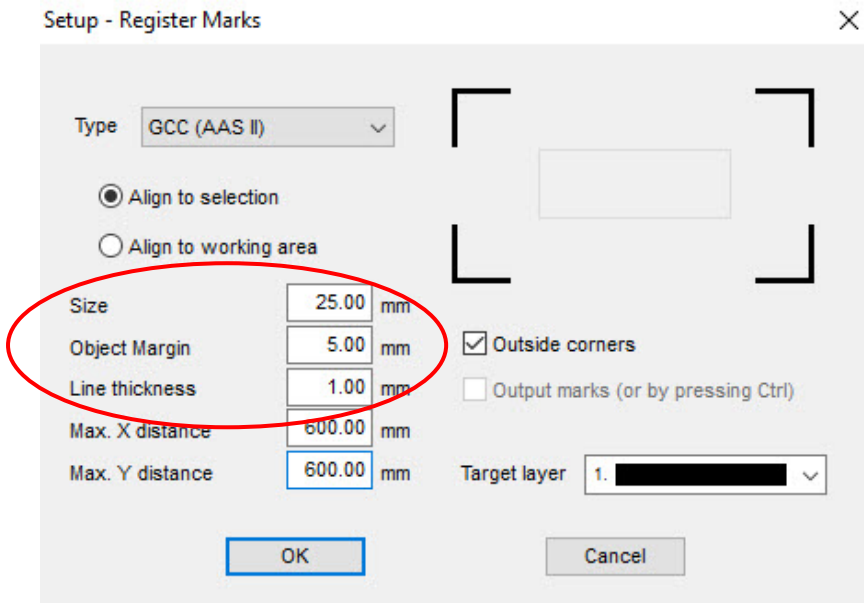 Setup - Register Marks
Type GCC (AAS II)
Align to selection
Align to working area
Size 25.00 mm
Object Margin 5.00 mm
Line thickness 1.00 mm
Max. X distance 600.00 mm
Max. Y distance 600.00 mm
Outside corners
Output marks (or by pressing Ctrl)
Target layer 1.
OK
Cancel